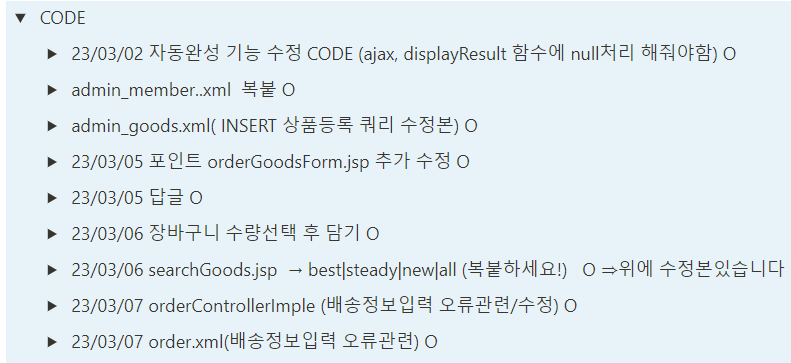 CODE
23/03/02 자동완성 기능 수정 CODE (ajax, displayResult 함수에 null처리 해줘야함) O
admin_member..xml 복붙 O
admin_goods.xml( INSERT 상품등록 쿼리 수정본) O
23/03/05 포인트 orderGoodsForm.jsp 추가 수정 O
23/03/05 답글 O
23/03/06 장바구니 수량선택 후 담기 O
23/03/06 searchGoods.jsp → best|steady|new|all (복붙하세요!) O ⇒위에 수정본있습니다
23/03/07 orderControllerImple (배송정보입력 오류관련/수정) O
23/03/07 order.xml(배송정보입력 오류관련) O